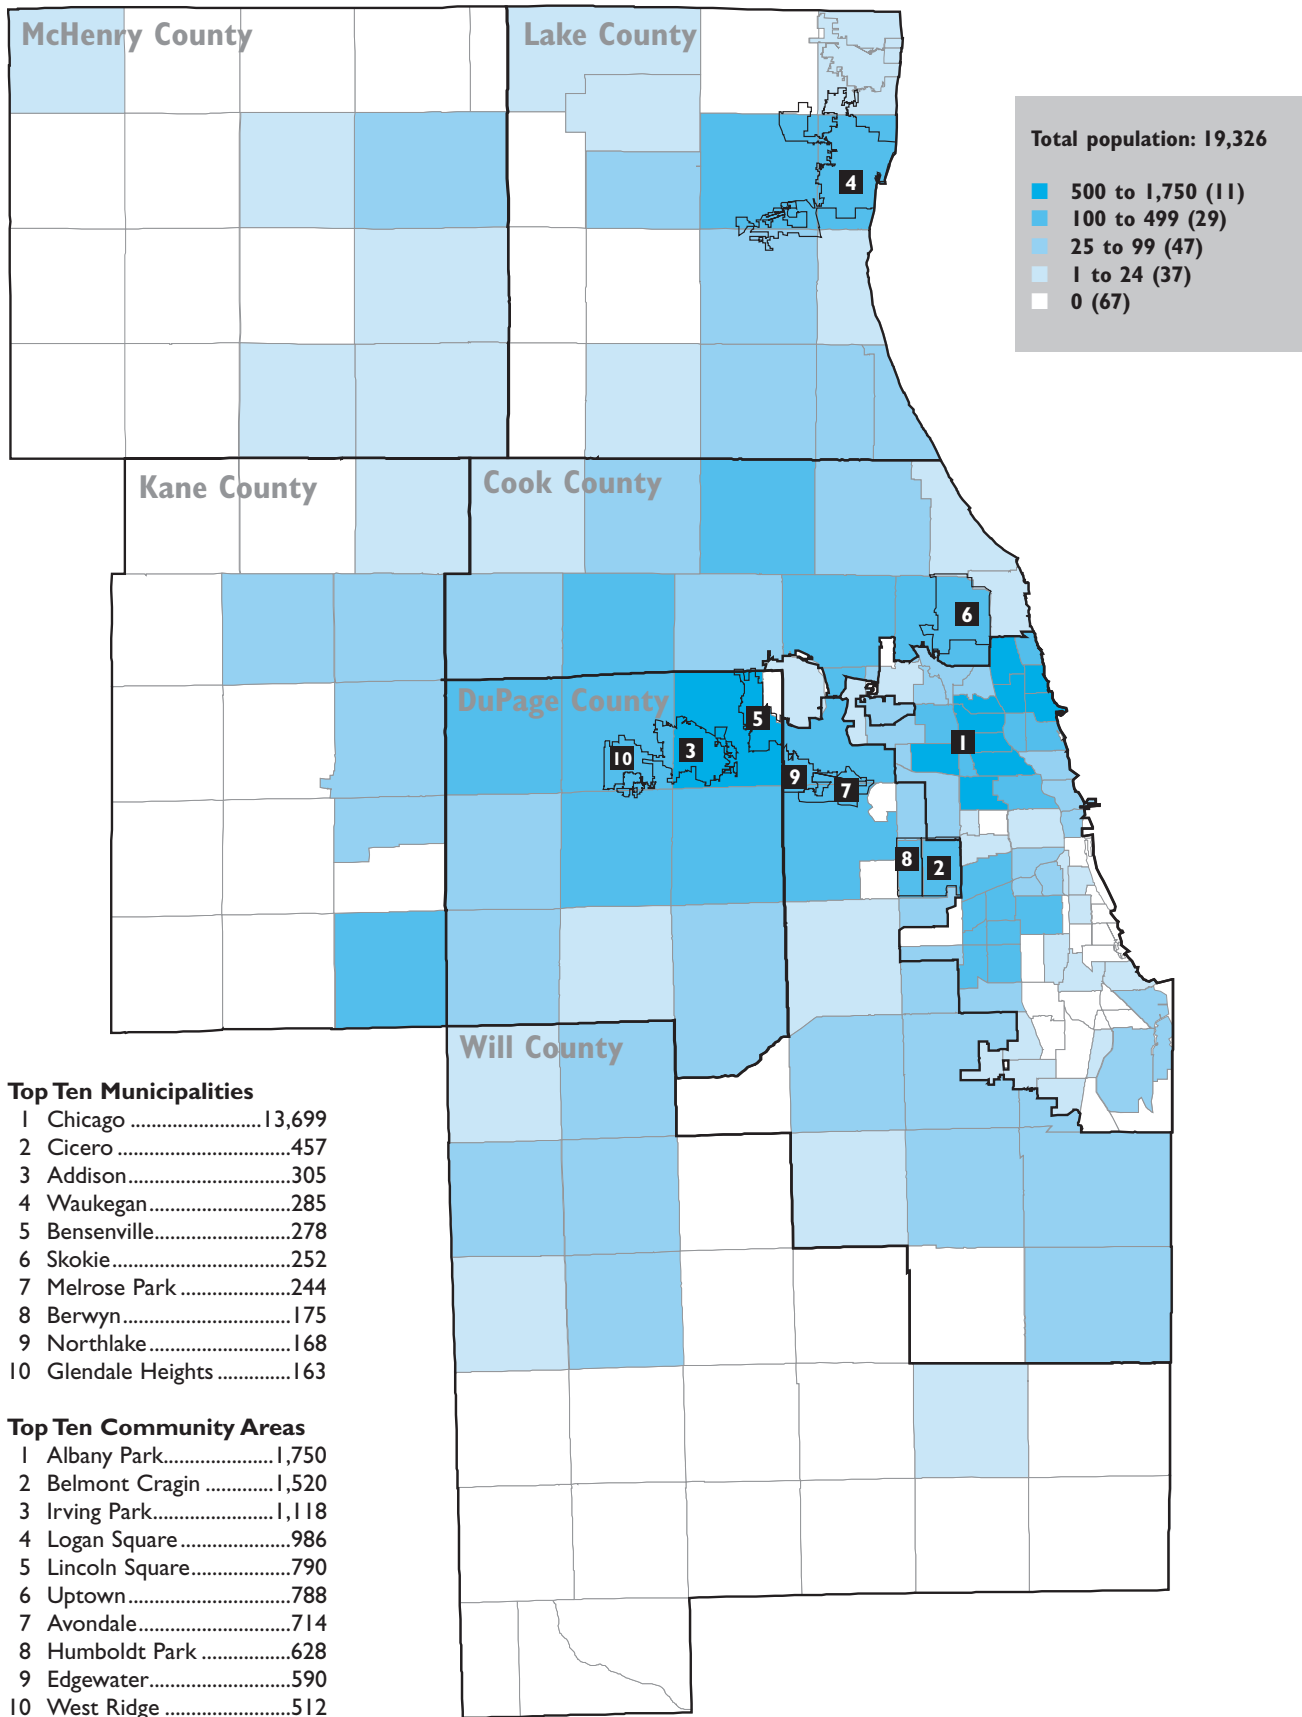 McHenry County
Lake County
Total population: 19,326
500 to 1,750 (11)
100 to 499 (29)
25 to 99 (47)
1 to 24 (37)
0 (67)
4
Kane County
Cook County
6
DuPage County
5
1
3
10
9
7
8
2
Will County
Top Ten Municipalities
1 Chicago ........................13,699
2 Cicero ................................457
3 Addison..............................305
4 Waukegan..........................285
5 Bensenville.........................278
6 Skokie.................................252
7 Melrose Park ....................244
8 Berwyn...............................175
9 Northlake..........................168
10 Glendale Heights .............163
Top Ten Community Areas
1 Albany Park.....................1,750
2 Belmont Cragin .............1,520
3 Irving Park.......................1,118
4 Logan Square .....................986
5 Lincoln Square...................790
6 Uptown..............................788
7 Avondale............................714
8 Humboldt Park .................628
9 Edgewater..........................590
10 West Ridge .......................512